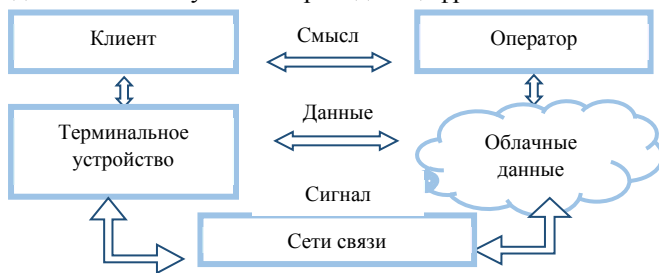 Клиент
Смысл
Оператор
Данные
Терминальное
устройство
Облачные
данные
Сигнал
Сети связи